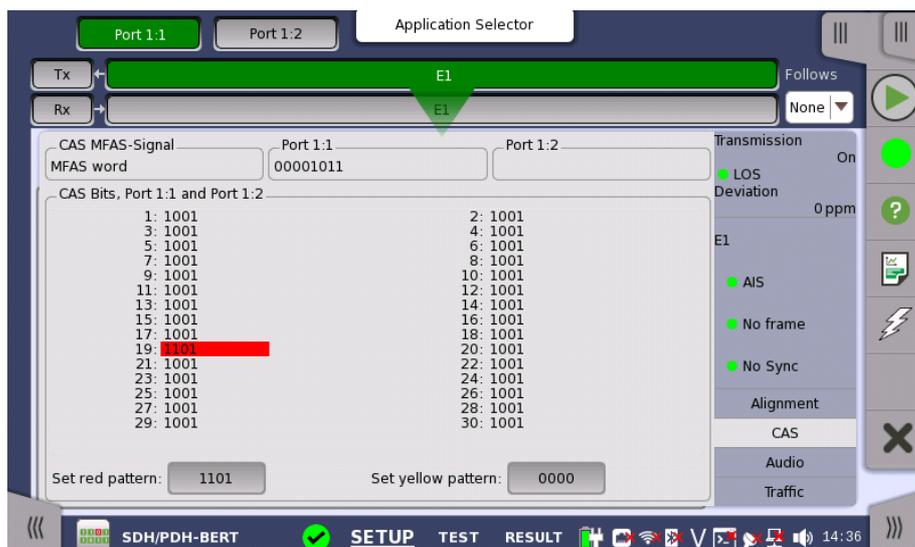 Port 1:1
Port 1:2
Application Selector
Tx
E1
Follows
Rx
E1
None
CAS MFAS-Signal
MFAS word
Port 1:1
00001011
Port 1:2
CAS Bits, Port 1:1 and Port 1:2
1: 1001 2: 1001
3: 1001 4: 1001
5: 1001 6: 1001
7: 1001 8: 1001
9: 1001 10: 1001
11: 1001 12: 1001
13: 1001 14: 1001
15: 1001 16: 1001
17: 1001 18: 1001
19: 1101 20: 1001
21: 1001 22: 1001
23: 1001 24: 1001
25: 1001 26: 1001
27: 1001 28: 1001
29: 1001 30: 1001
Set red pattern: 1101
Set yellow pattern: 0000
Transmission
On
LOS
Deviation
0 ppm
E1
AIS
No frame
No Sync
Alignment
CAS
Audio
Traffic
SDH/PDH-BERT
SETUP
TEST
RESULT
14:36